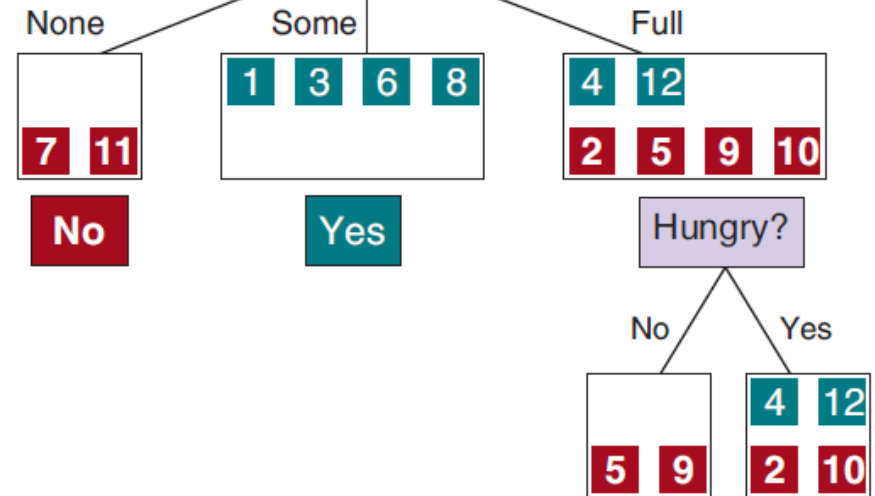 None Some Full
1 3 6 8 4 12
7 11 2 5 9 10
No Yes Hungry?
No Yes
4 12
5 9 2 10